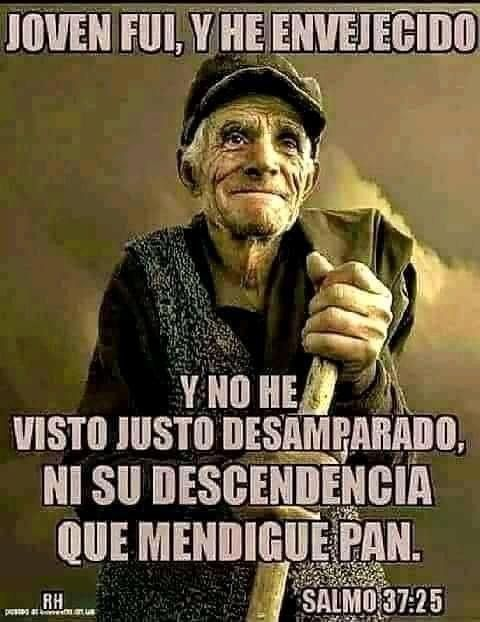 JOVEN FUI, Y HE ENVEJECIDO
Y NO HE
VISTO JUSTO DESAMPARADO,
NI SU DESCENDENCIA
QUE MENDIGUE PAN.
RH
SALMO 37:25